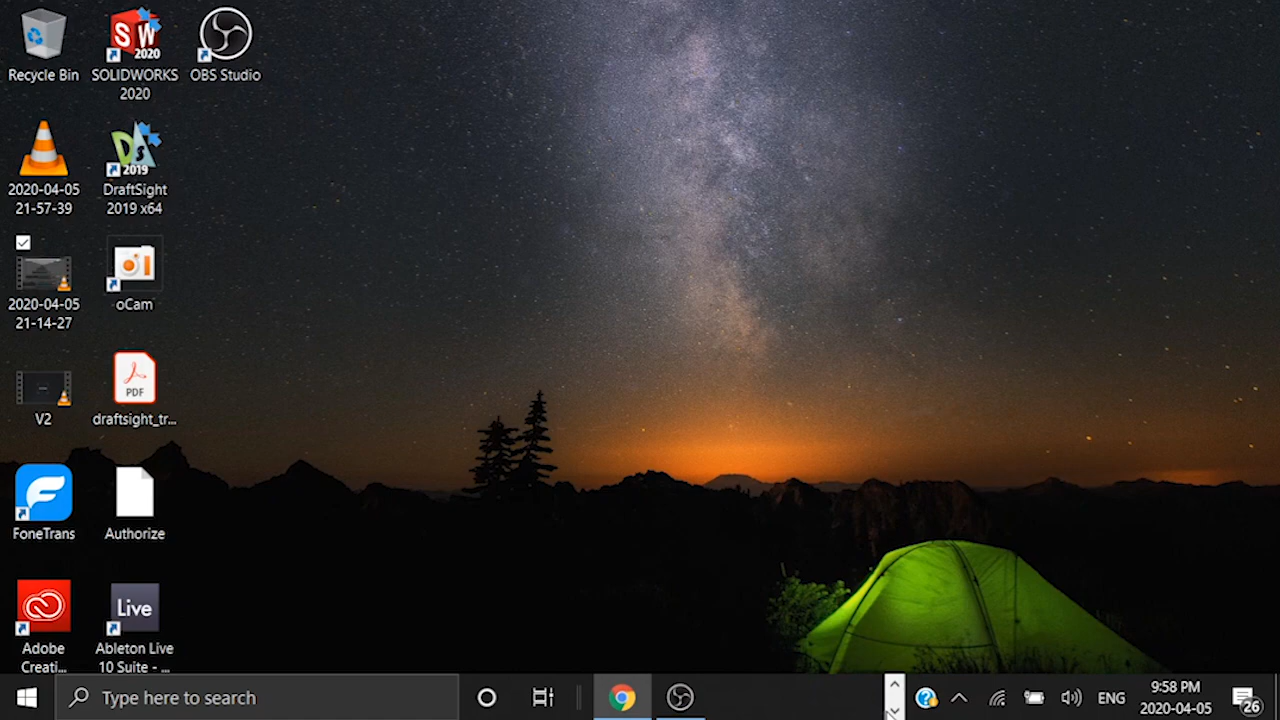 Recycle Bin
SW
2020
SOLIDWORKS
2020
OBS Studio
2020-04-05
21-57-39
DS
2019
DraftSight
2019 x64
2020-04-05
21-14-27
oCam
V2
PDF
draftsight_tr...
FoneTrans
Authorize
Adobe
Creati...
Live
Ableton Live
10 Suite - ...
Type here to search
ENG
9:58 PM
2020-04-05
26